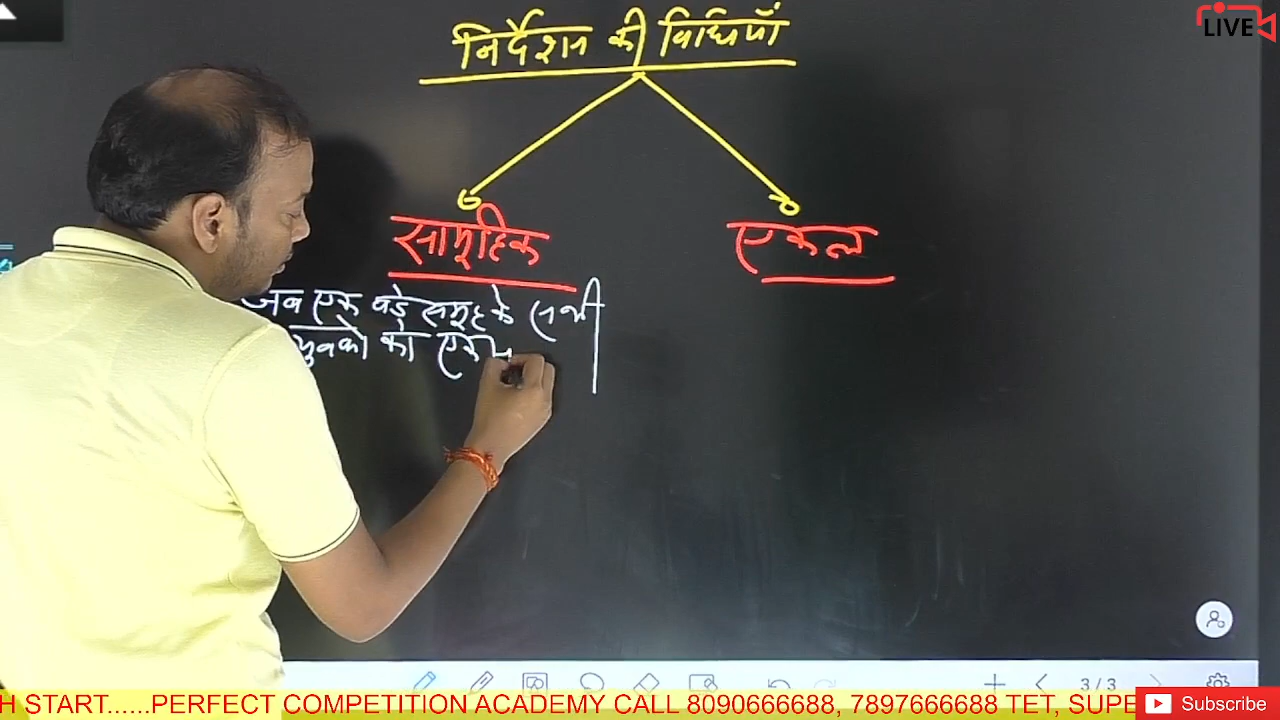 LIVE
निर्देशन की विधियाँ
सामूहिक
एकल
जब एक बड़े समूह के सभी
युवको को एक
3/3
H START......PERFECT COMPETITION ACADEMY CALL 8090666688, 7897666688 TET, SUPE
Subscribe